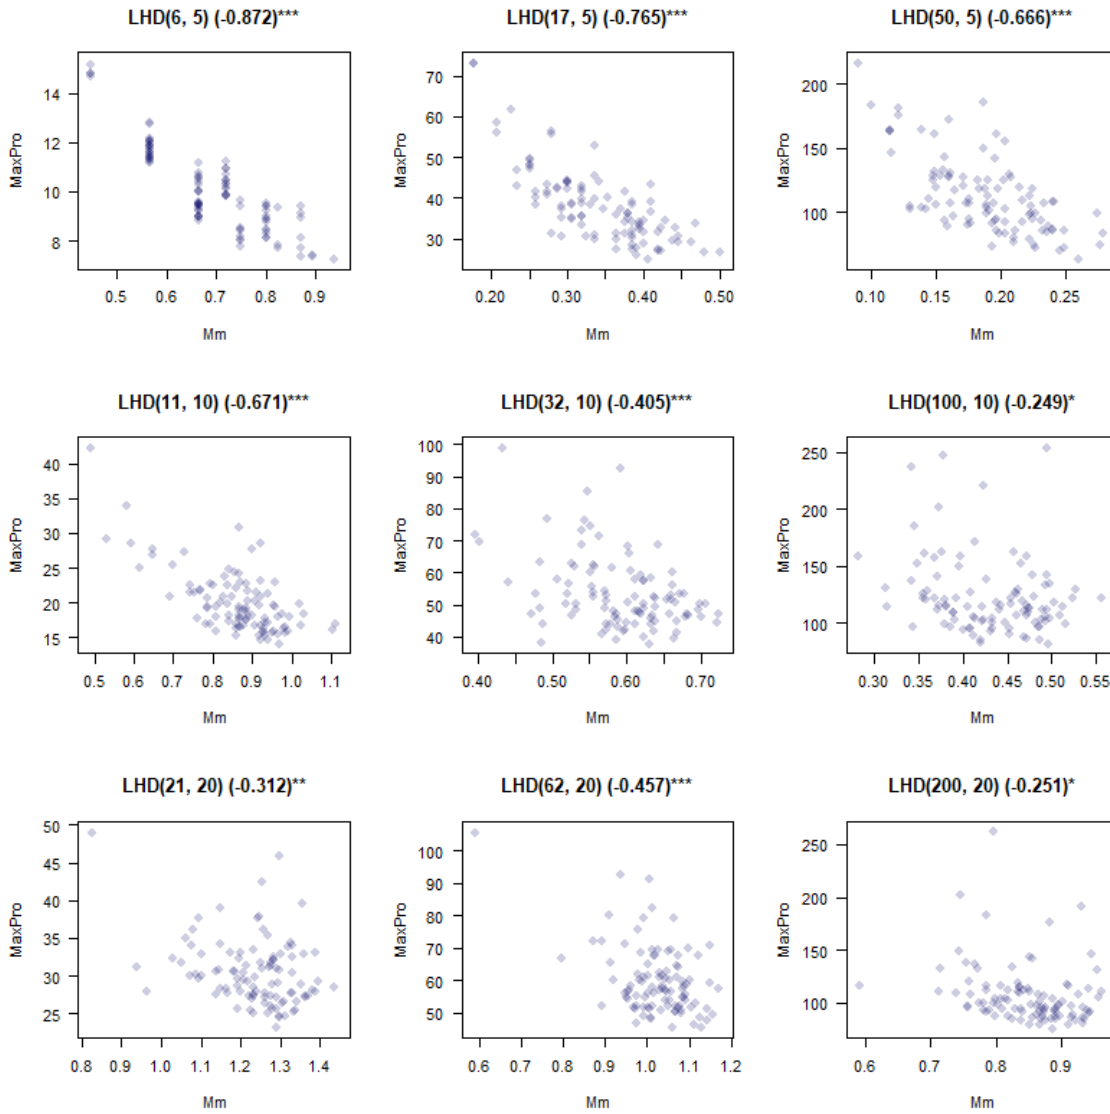 LHD(6, 5) (-0.872)***
LHD(17, 5) (-0.765)***
LHD(50, 5) (-0.666)***
MaxPro
14
12
10
8
0.5 0.6 0.7 0.8 0.9
Mm
MaxPro
70
60
50
40
30
0.20 0.30 0.40 0.50
Mm
MaxPro
200
150
100
0.10 0.15 0.20 0.25
Mm
LHD(11, 10) (-0.671)***
LHD(32, 10) (-0.405)***
LHD(100, 10) (-0.249)*
MaxPro
40
35
30
25
20
15
0.5 0.6 0.7 0.8 0.9 1.0 1.1
Mm
MaxPro
100
90
80
70
60
50
40
0.40 0.50 0.60 0.70
Mm
MaxPro
250
200
150
100
0.30 0.35 0.40 0.45 0.50 0.55
Mm
LHD(21, 20) (-0.312)**
LHD(62, 20) (-0.457)***
LHD(200, 20) (-0.251)*
MaxPro
50
45
40
35
30
25
0.8 0.9 1.0 1.1 1.2 1.3 1.4
Mm
MaxPro
100
90
80
70
60
50
0.6 0.7 0.8 0.9 1.0 1.1 1.2
Mm
MaxPro
250
200
150
100
0.6 0.7 0.8 0.9
Mm